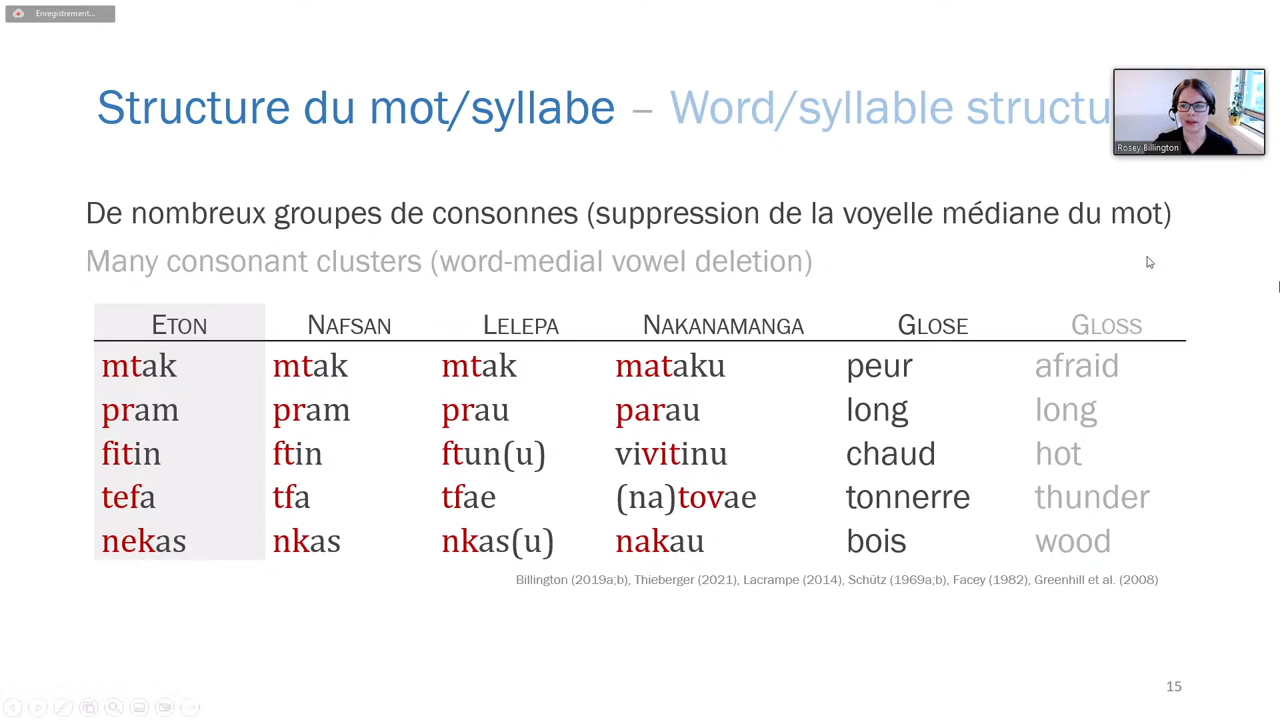 Enregistrement...
Structure du mot/syllabe – Word/syllable structu
Rosey Billington
De nombreux groupes de consonnes (suppression de la voyelle médiane du mot)
Many consonant clusters (word-medial vowel deletion)
ETON NAFSAN LELEPA NAKANAMANGA GLOSE GLOSS
mtak mtak mtak mataku peur afraid
pram pram prau parau long long
fitin ftin ftun(u) vivitinu chaud hot
tefa tfa tfae (na)tovae tonnerre thunder
nekas nkas nkas(u) nakau bois wood
Billington (2019a;b), Thieberger (2021), Lacrampe (2014), Schütz (1969a;b), Facey (1982), Greenhill et al. (2008)
15